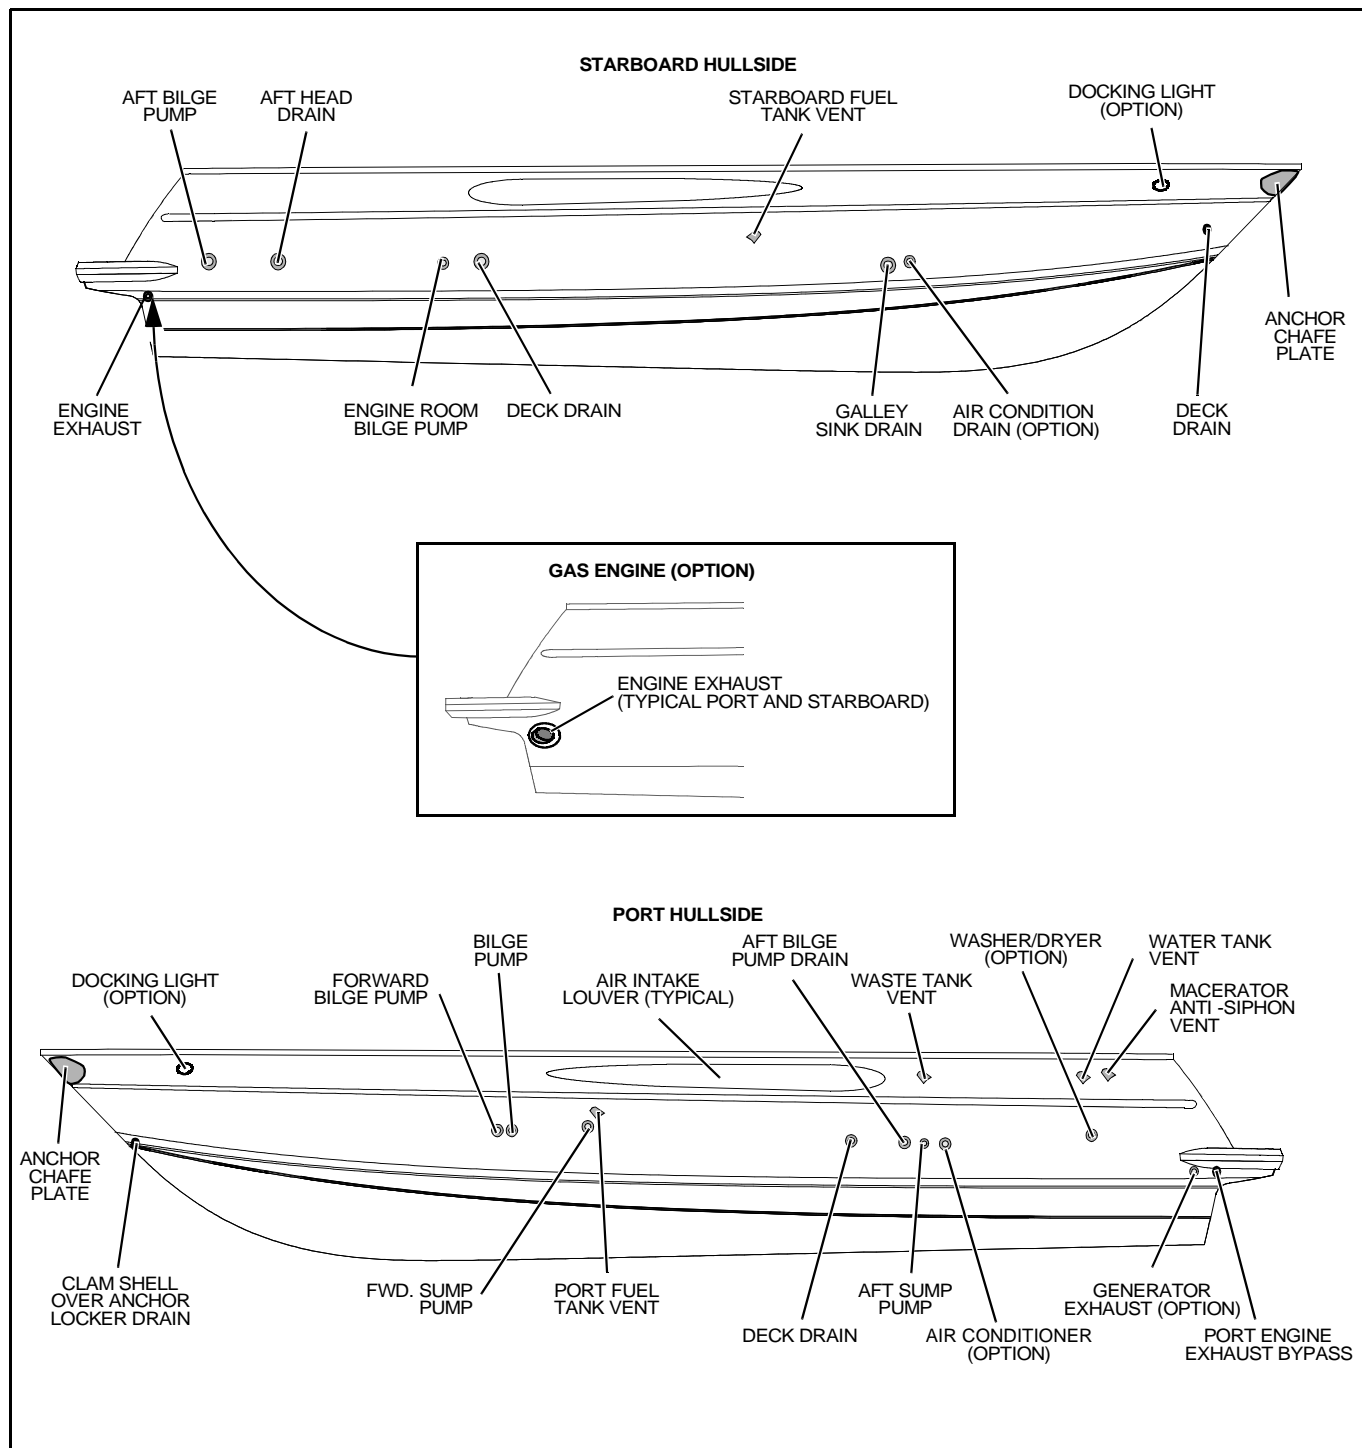 STARBOARD HULLSIDE
AFT BILGE
PUMP
AFT HEAD
DRAIN
STARBOARD FUEL
TANK VENT
DOCKING LIGHT
(OPTION)
ANCHOR
CHAFE
PLATE
ENGINE
EXHAUST
ENGINE ROOM
BILGE PUMP
DECK DRAIN
GALLEY
SINK DRAIN
AIR CONDITION
DRAIN (OPTION)
DECK
DRAIN
GAS ENGINE (OPTION)
ENGINE EXHAUST
(TYPICAL PORT AND STARBOARD)
PORT HULLSIDE
DOCKING LIGHT
(OPTION)
FORWARD
BILGE PUMP
BILGE
PUMP
AIR INTAKE
LOUVER (TYPICAL)
AFT BILGE
PUMP DRAIN
WASTE TANK
VENT
WASHER/DRYER
(OPTION)
WATER TANK
VENT
MACERATOR
ANTI -SIPHON
VENT
ANCHOR
CHAFE
PLATE
CLAM SHELL
OVER ANCHOR
LOCKER DRAIN
FWD. SUMP
PUMP
PORT FUEL
TANK VENT
DECK DRAIN
AFT SUMP
PUMP
AIR CONDITIONER
(OPTION)
GENERATOR
EXHAUST (OPTION)
PORT ENGINE
EXHAUST BYPASS